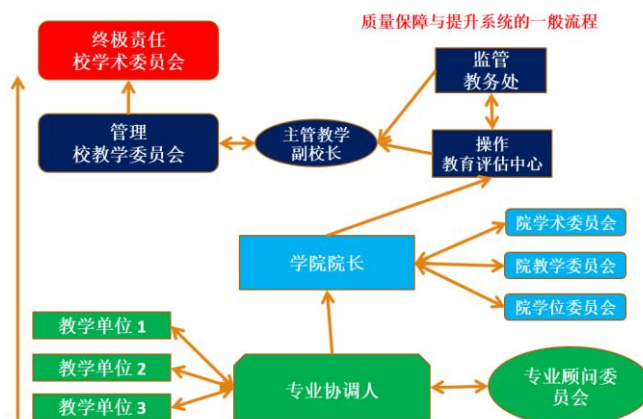 质量保障与提升系统的一般流程
终极责任
校学术委员会
监管
教务处
管理
校教学委员会
主管教学
副校长
操作
教育评估中心
院学术委员会
学院院长
院教学委员会
院学位委员会
教学单位 1
教学单位 2
专业协调人
专业顾问委
员会
教学单位 3